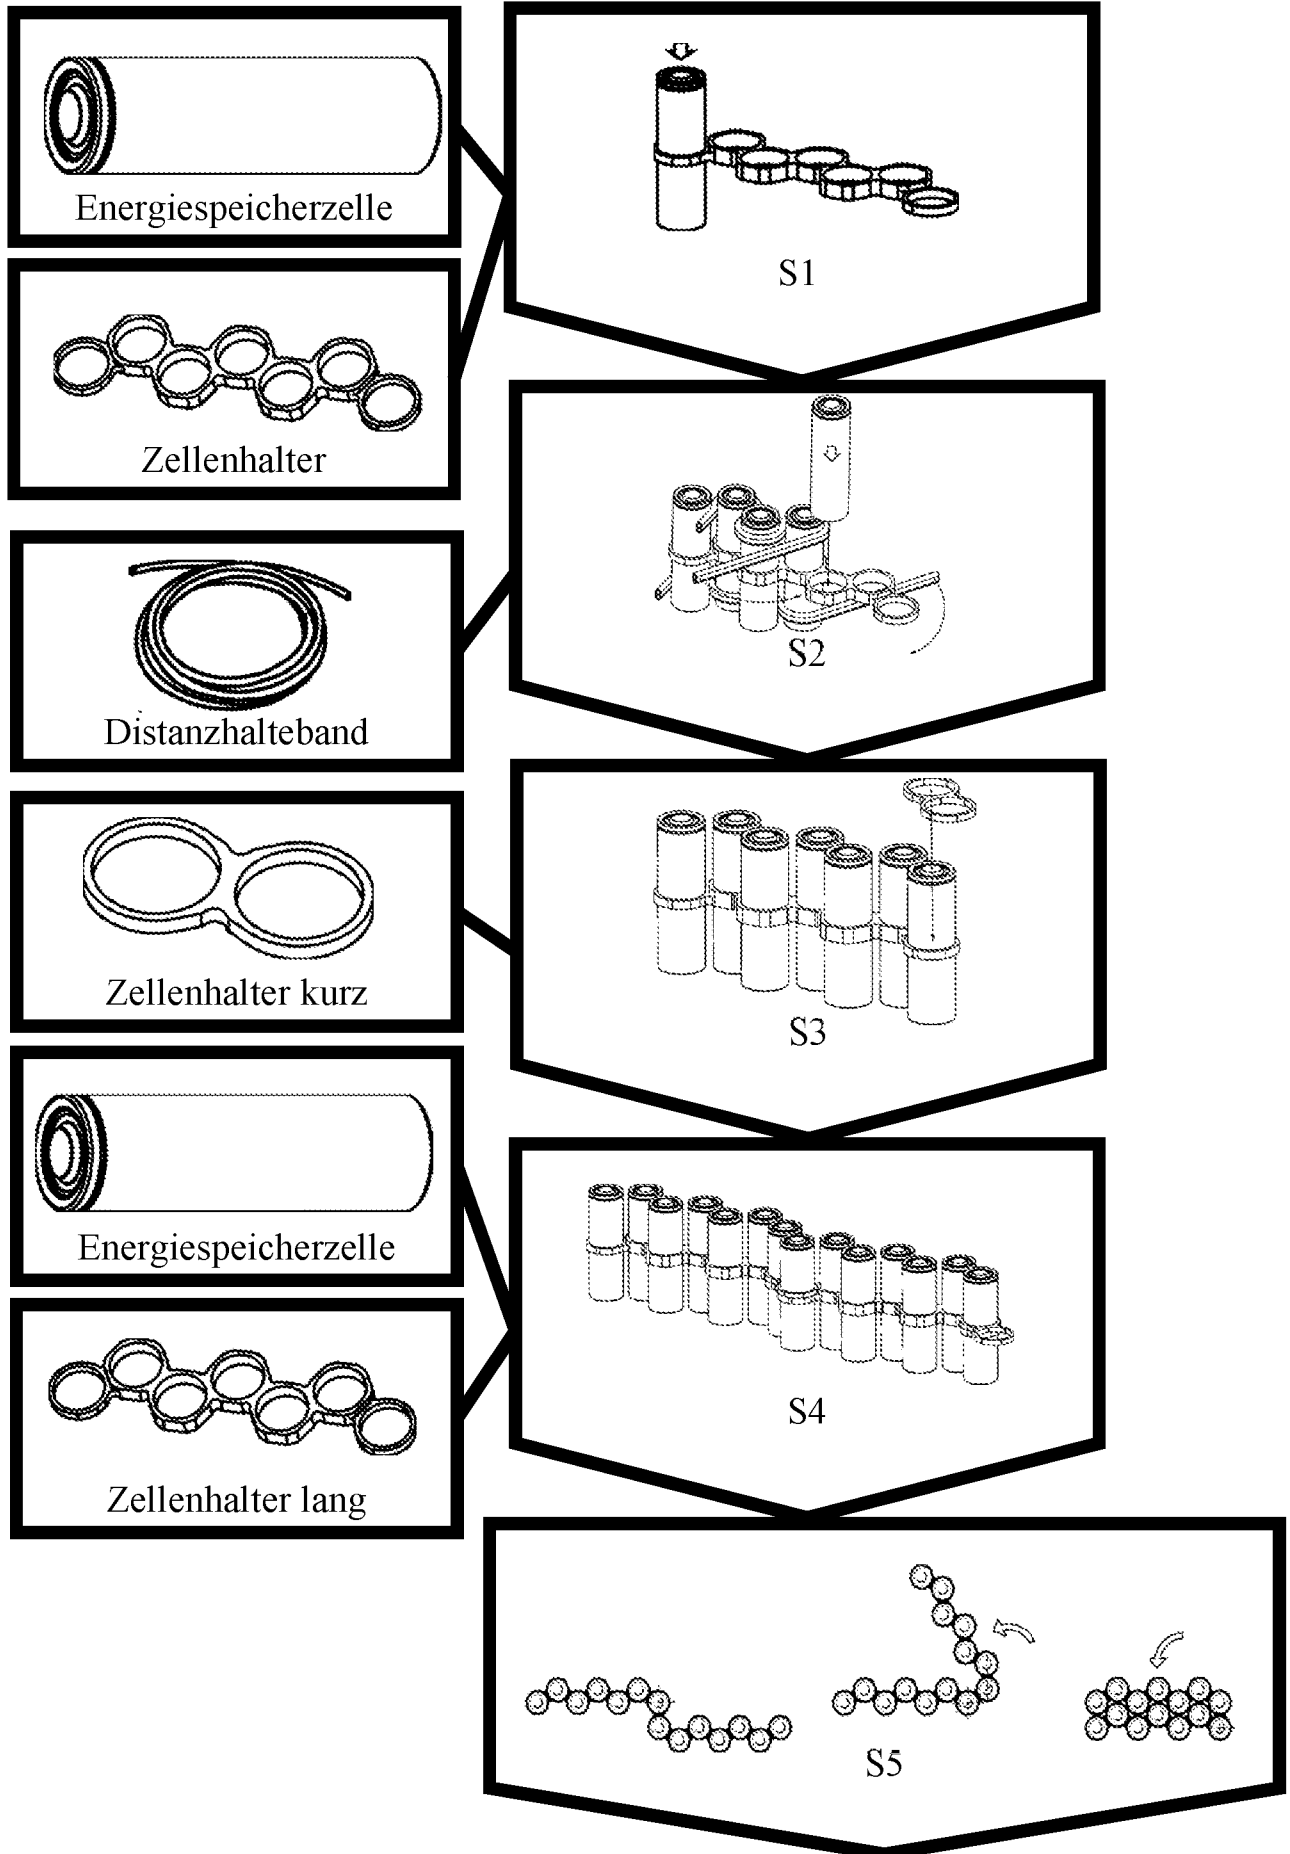 Energiespeicherzelle
S1
Zellenhalter
S2
Distanzhalteband
Zellenhalter kurz
S3
Energiespeicherzelle
S4
Zellenhalter lang
S5